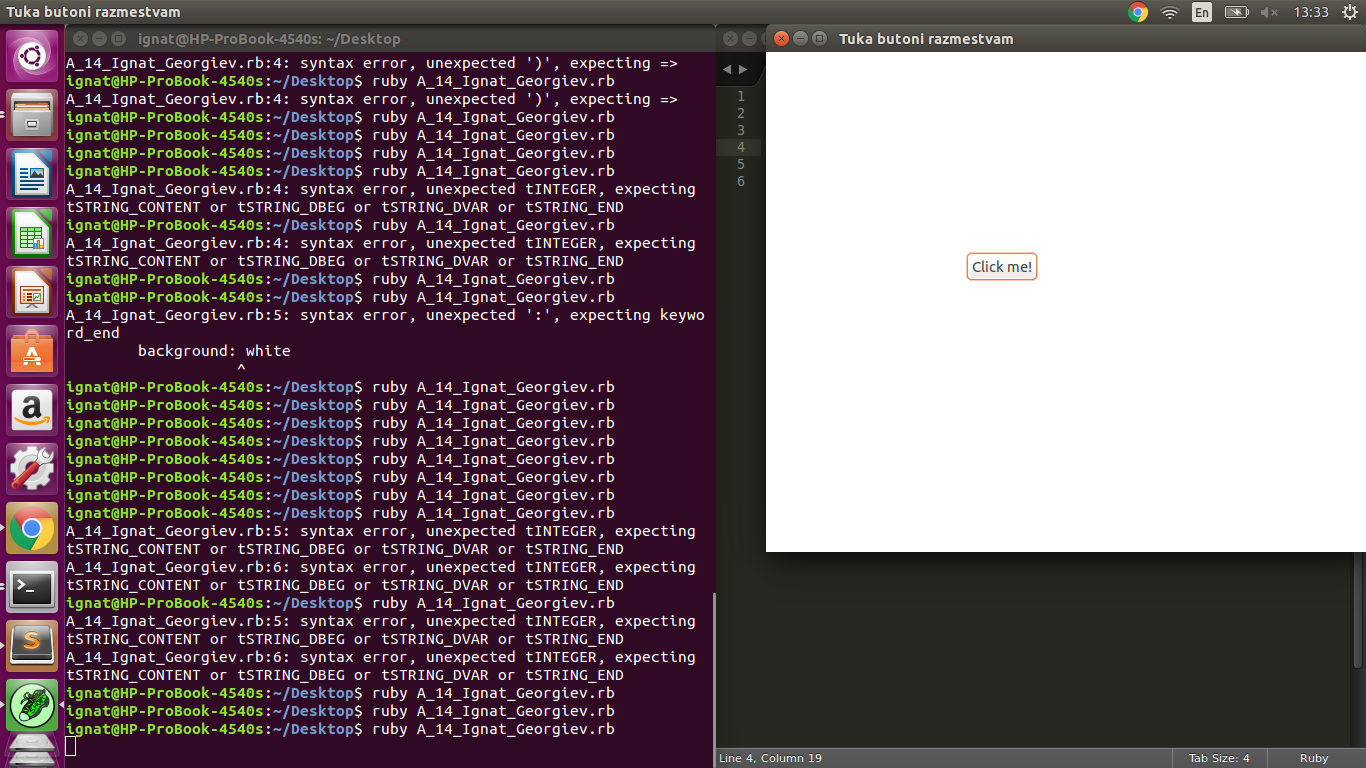 Tuka butoni razmestvam
En
13:33
ignat@HP-ProBook-4540s: ~/Desktop
A_14_Ignat_Georgiev.rb:4: syntax error, unexpected ')', expecting =>
ignat@HP-ProBook-4540s:~/Desktop$ ruby A_14_Ignat_Georgiev.rb
A_14_Ignat_Georgiev.rb:4: syntax error, unexpected ')', expecting =>
ignat@HP-ProBook-4540s:~/Desktop$ ruby A_14_Ignat_Georgiev.rb
ignat@HP-ProBook-4540s:~/Desktop$ ruby A_14_Ignat_Georgiev.rb
ignat@HP-ProBook-4540s:~/Desktop$ ruby A_14_Ignat_Georgiev.rb
ignat@HP-ProBook-4540s:~/Desktop$ ruby A_14_Ignat_Georgiev.rb
A_14_Ignat_Georgiev.rb:4: syntax error, unexpected tINTEGER, expecting
tSTRING_CONTENT or tSTRING_DBEG or tSTRING_DVAR or tSTRING_END
ignat@HP-ProBook-4540s:~/Desktop$ ruby A_14_Ignat_Georgiev.rb
A_14_Ignat_Georgiev.rb:4: syntax error, unexpected tINTEGER, expecting
tSTRING_CONTENT or tSTRING_DBEG or tSTRING_DVAR or tSTRING_END
ignat@HP-ProBook-4540s:~/Desktop$ ruby A_14_Ignat_Georgiev.rb
ignat@HP-ProBook-4540s:~/Desktop$ ruby A_14_Ignat_Georgiev.rb
A_14_Ignat_Georgiev.rb:5: syntax error, unexpected ':', expecting keywo
rd_end
background: white
^
ignat@HP-ProBook-4540s:~/Desktop$ ruby A_14_Ignat_Georgiev.rb
ignat@HP-ProBook-4540s:~/Desktop$ ruby A_14_Ignat_Georgiev.rb
ignat@HP-ProBook-4540s:~/Desktop$ ruby A_14_Ignat_Georgiev.rb
ignat@HP-ProBook-4540s:~/Desktop$ ruby A_14_Ignat_Georgiev.rb
ignat@HP-ProBook-4540s:~/Desktop$ ruby A_14_Ignat_Georgiev.rb
ignat@HP-ProBook-4540s:~/Desktop$ ruby A_14_Ignat_Georgiev.rb
ignat@HP-ProBook-4540s:~/Desktop$ ruby A_14_Ignat_Georgiev.rb
ignat@HP-ProBook-4540s:~/Desktop$ ruby A_14_Ignat_Georgiev.rb
A_14_Ignat_Georgiev.rb:5: syntax error, unexpected tINTEGER, expecting
tSTRING_CONTENT or tSTRING_DBEG or tSTRING_DVAR or tSTRING_END
A_14_Ignat_Georgiev.rb:6: syntax error, unexpected tINTEGER, expecting
tSTRING_CONTENT or tSTRING_DBEG or tSTRING_DVAR or tSTRING_END
ignat@HP-ProBook-4540s:~/Desktop$ ruby A_14_Ignat_Georgiev.rb
A_14_Ignat_Georgiev.rb:5: syntax error, unexpected tINTEGER, expecting
tSTRING_CONTENT or tSTRING_DBEG or tSTRING_DVAR or tSTRING_END
A_14_Ignat_Georgiev.rb:6: syntax error, unexpected tINTEGER, expecting
tSTRING_CONTENT or tSTRING_DBEG or tSTRING_DVAR or tSTRING_END
ignat@HP-ProBook-4540s:~/Desktop$ ruby A_14_Ignat_Georgiev.rb
ignat@HP-ProBook-4540s:~/Desktop$ ruby A_14_Ignat_Georgiev.rb
ignat@HP-ProBook-4540s:~/Desktop$ ruby A_14_Ignat_Georgiev.rb
1
2
3
4
5
6
Tuka butoni razmestvam
Click me!
Line 4, Column 19
Tab Size: 4
Ruby